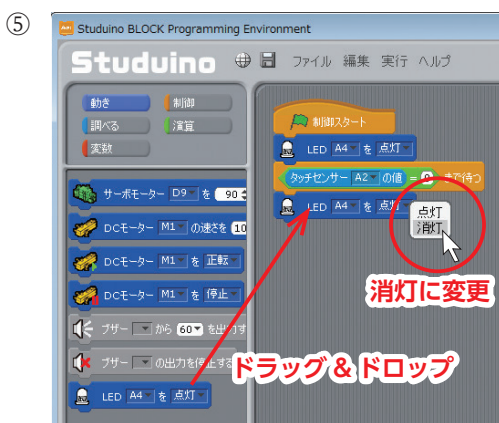 ⑤
Studuino BLOCK Programming Environment
Studuino ファイル 編集 実行 ヘルプ
動き 制御
調べる 演算
変数
サーボモーター D9 を 90
DCモーター M1 の速さを 10
DCモーター M1 を 正転
DCモーター M1 を 停止
ブザー から 60 を出力す
ブザー の出力を停止する
LED A4 を 点灯
制御スタート
LED A4 を 点灯
タッチセンサー A2 の値 = 0 まで待つ
LED A4 を 点灯
点灯
消灯
消灯に変更
ドラッグ & ドロップ